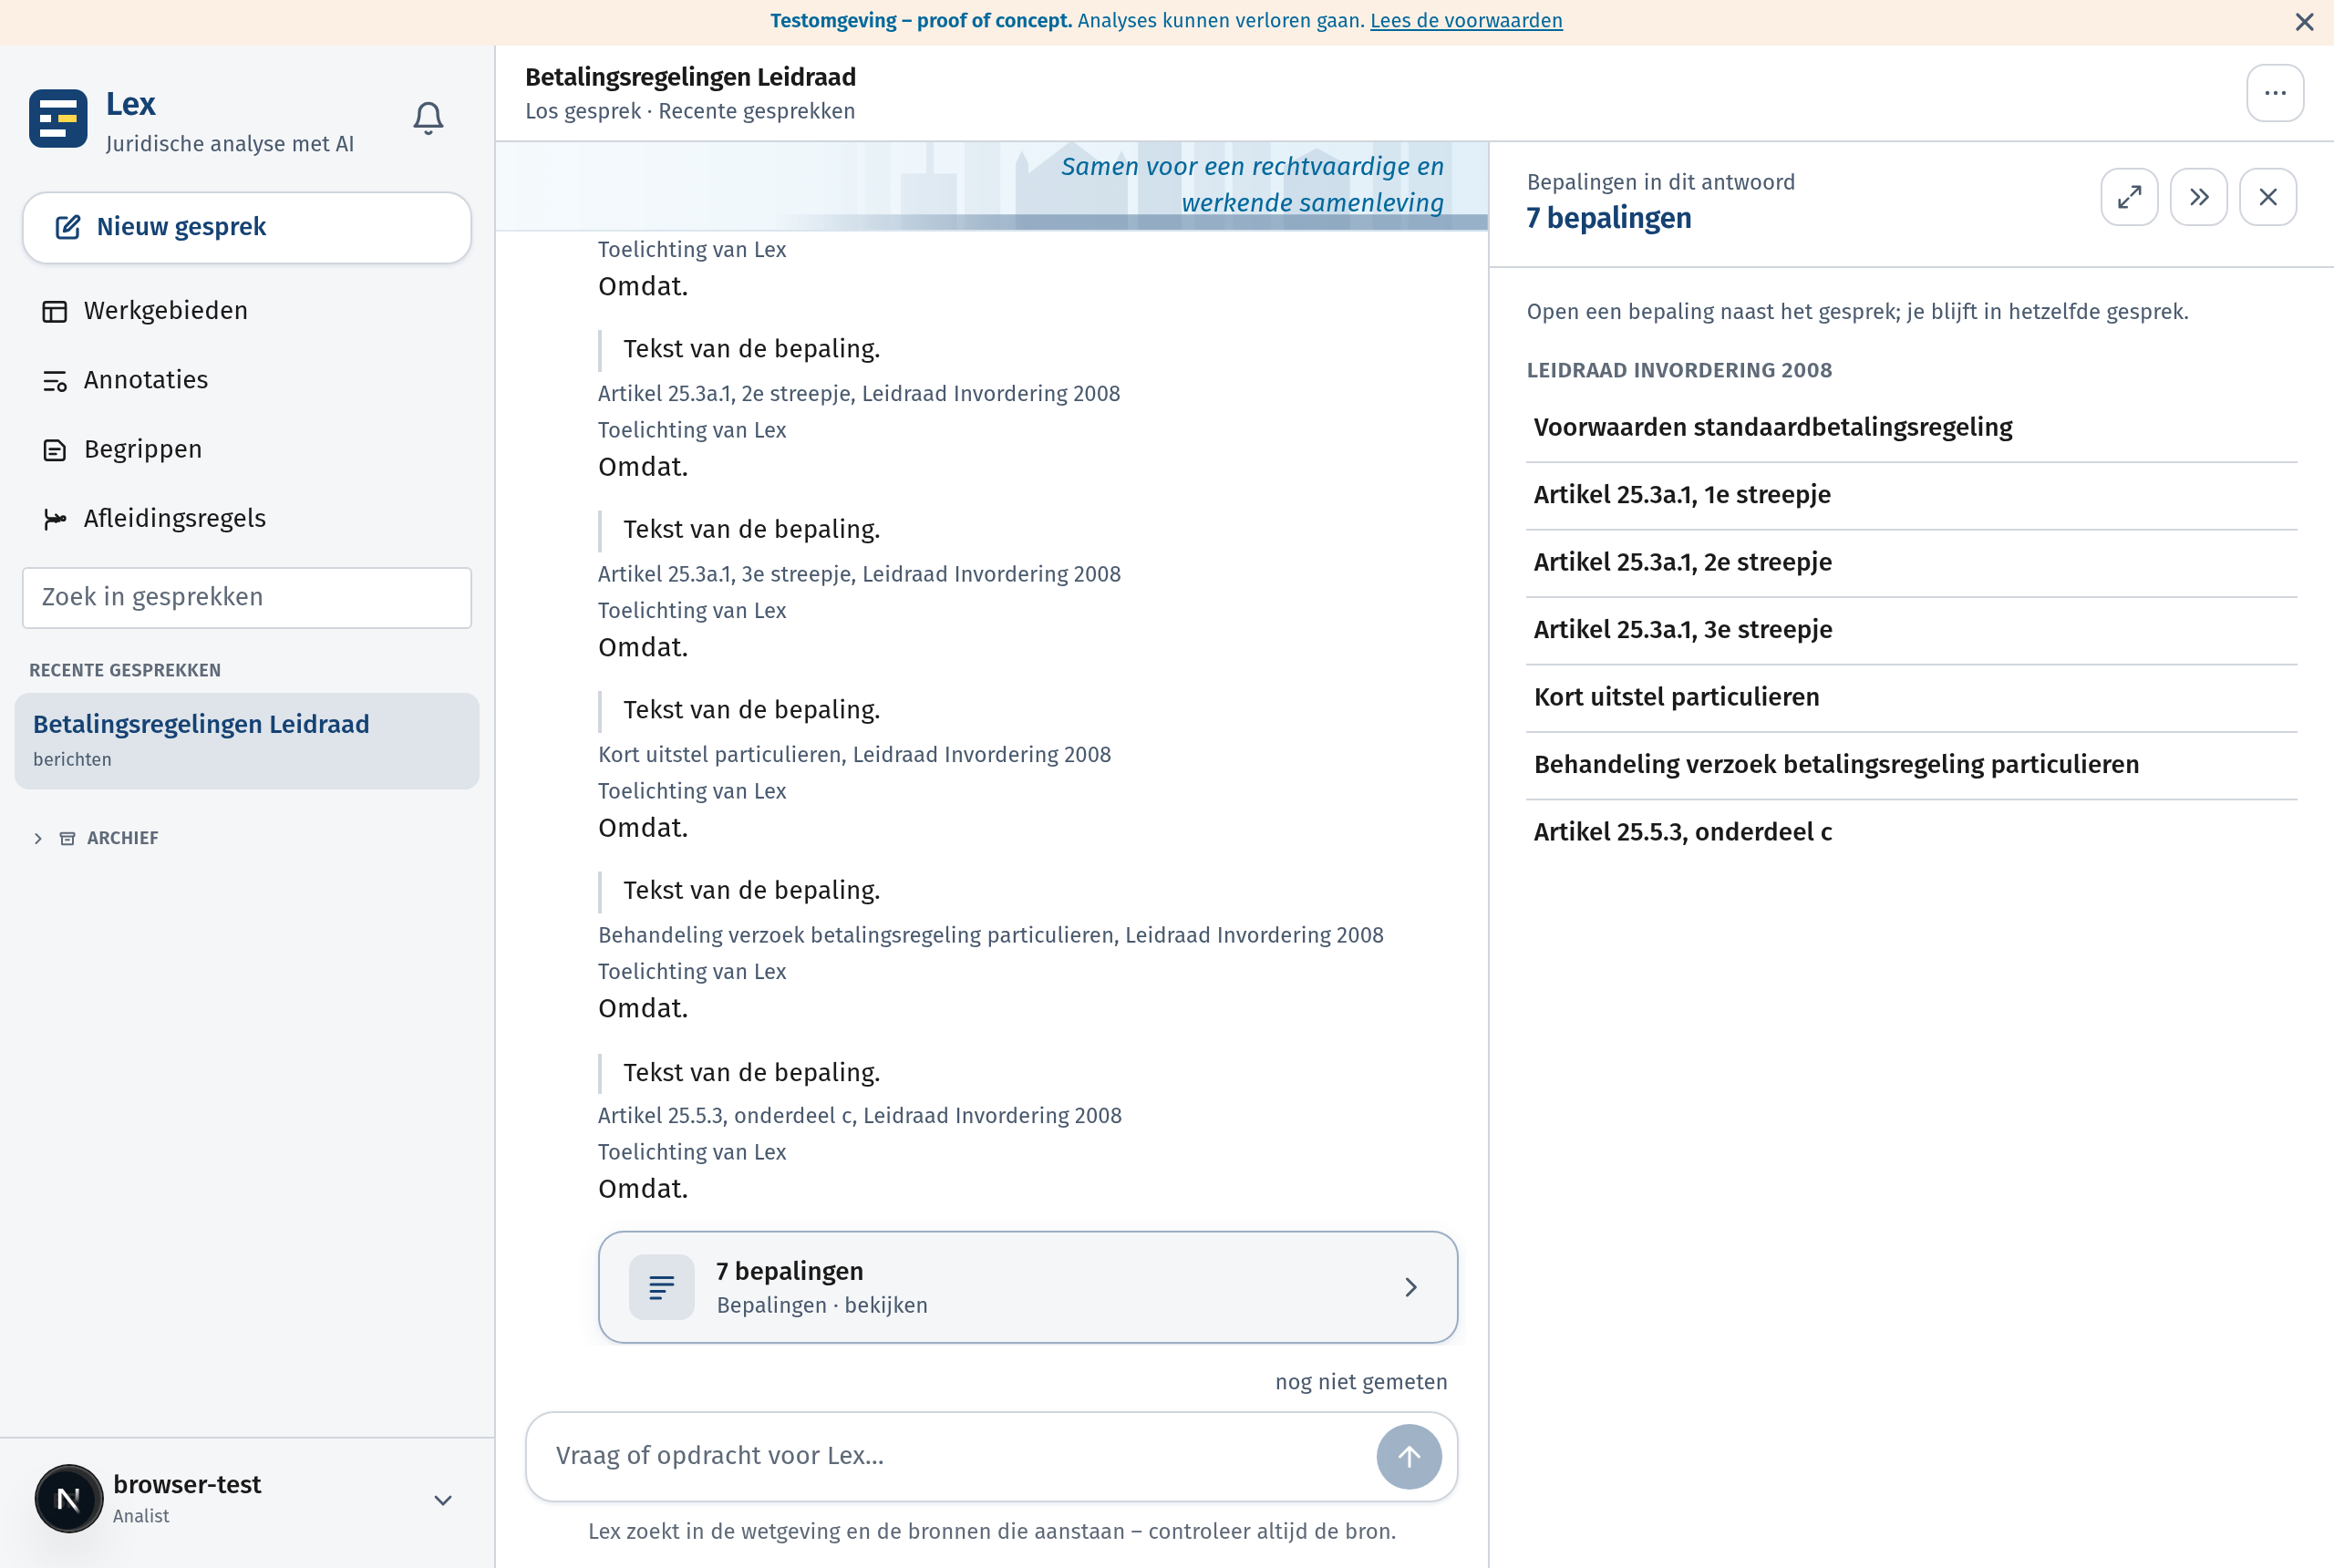 Testomgeving – proof of concept. Analyses kunnen verloren gaan. Lees de voorwaarden
Lex
Juridische analyse met AI
Nieuw gesprek
Werkgebieden
Annotaties
Begrippen
Afleidingsregels
Zoek in gesprekken
RECENTE GESPREKKEN
Betalingsregelingen Leidraad
berichten
ARCHIEF
N
browser-test
Analist
Betalingsregelingen Leidraad
Los gesprek · Recente gesprekken
Samen voor een rechtvaardige en
werkende samenleving
Toelichting van Lex
Omdat.
Tekst van de bepaling.
Artikel 25.3a.1, 2e streepje, Leidraad Invordering 2008
Toelichting van Lex
Omdat.
Tekst van de bepaling.
Artikel 25.3a.1, 3e streepje, Leidraad Invordering 2008
Toelichting van Lex
Omdat.
Tekst van de bepaling.
Kort uitstel particulieren, Leidraad Invordering 2008
Toelichting van Lex
Omdat.
Tekst van de bepaling.
Behandeling verzoek betalingsregeling particulieren, Leidraad Invordering 2008
Toelichting van Lex
Omdat.
Tekst van de bepaling.
Artikel 25.5.3, onderdeel c, Leidraad Invordering 2008
Toelichting van Lex
Omdat.
7 bepalingen
Bepalingen · bekijken
nog niet gemeten
Vraag of opdracht voor Lex...
Lex zoekt in de wetgeving en de bronnen die aanstaan – controleer altijd de bron.
Bepalingen in dit antwoord
7 bepalingen
Open een bepaling naast het gesprek; je blijft in hetzelfde gesprek.
LEIDRAAD INVORDERING 2008
Voorwaarden standaardbetalingsregeling
Artikel 25.3a.1, 1e streepje
Artikel 25.3a.1, 2e streepje
Artikel 25.3a.1, 3e streepje
Kort uitstel particulieren
Behandeling verzoek betalingsregeling particulieren
Artikel 25.5.3, onderdeel c